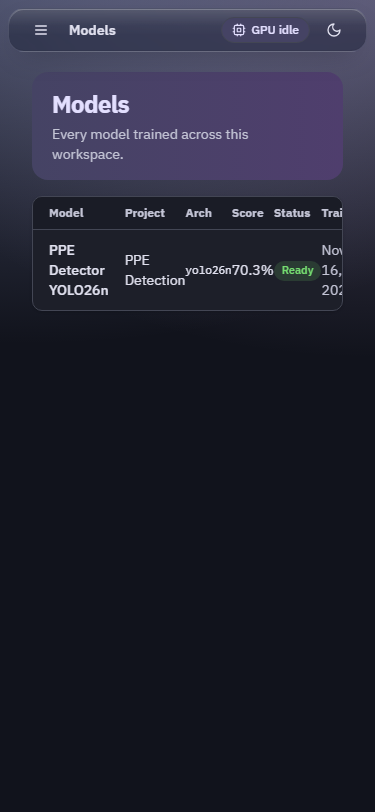 Models
GPU idle
Models
Every model trained across this
workspace.
Model Project Arch Score Status Trai
PPE Detector YOLO26n
PPE Detection
yolo26n
70.3%
Ready
Nov 16, 202